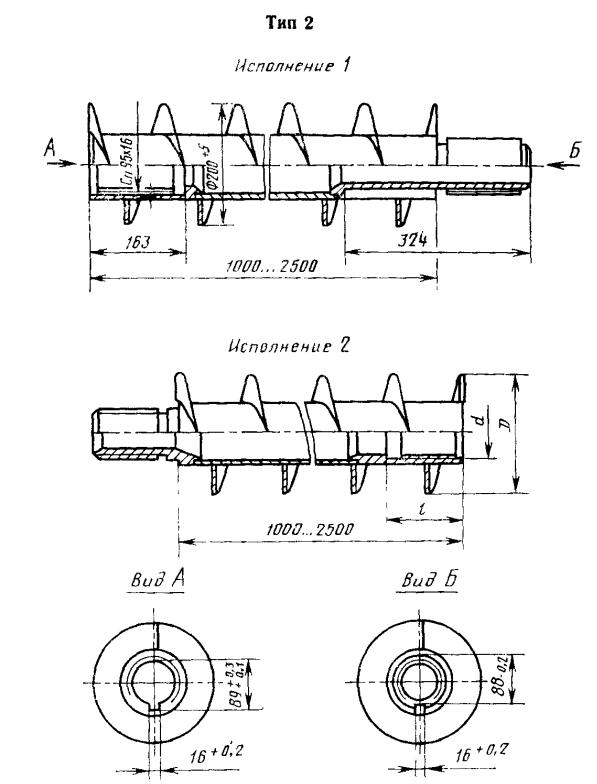 Тип 2
Исполнение 1
А
Б
Сп 95х16
Ф200 +5
163
324
1000...2500
Исполнение 2
d
D
l
1000...2500
Вид А
Вид Б
89 +0,3 +0,1
88-0,2
16 +0,2
16 +0,2